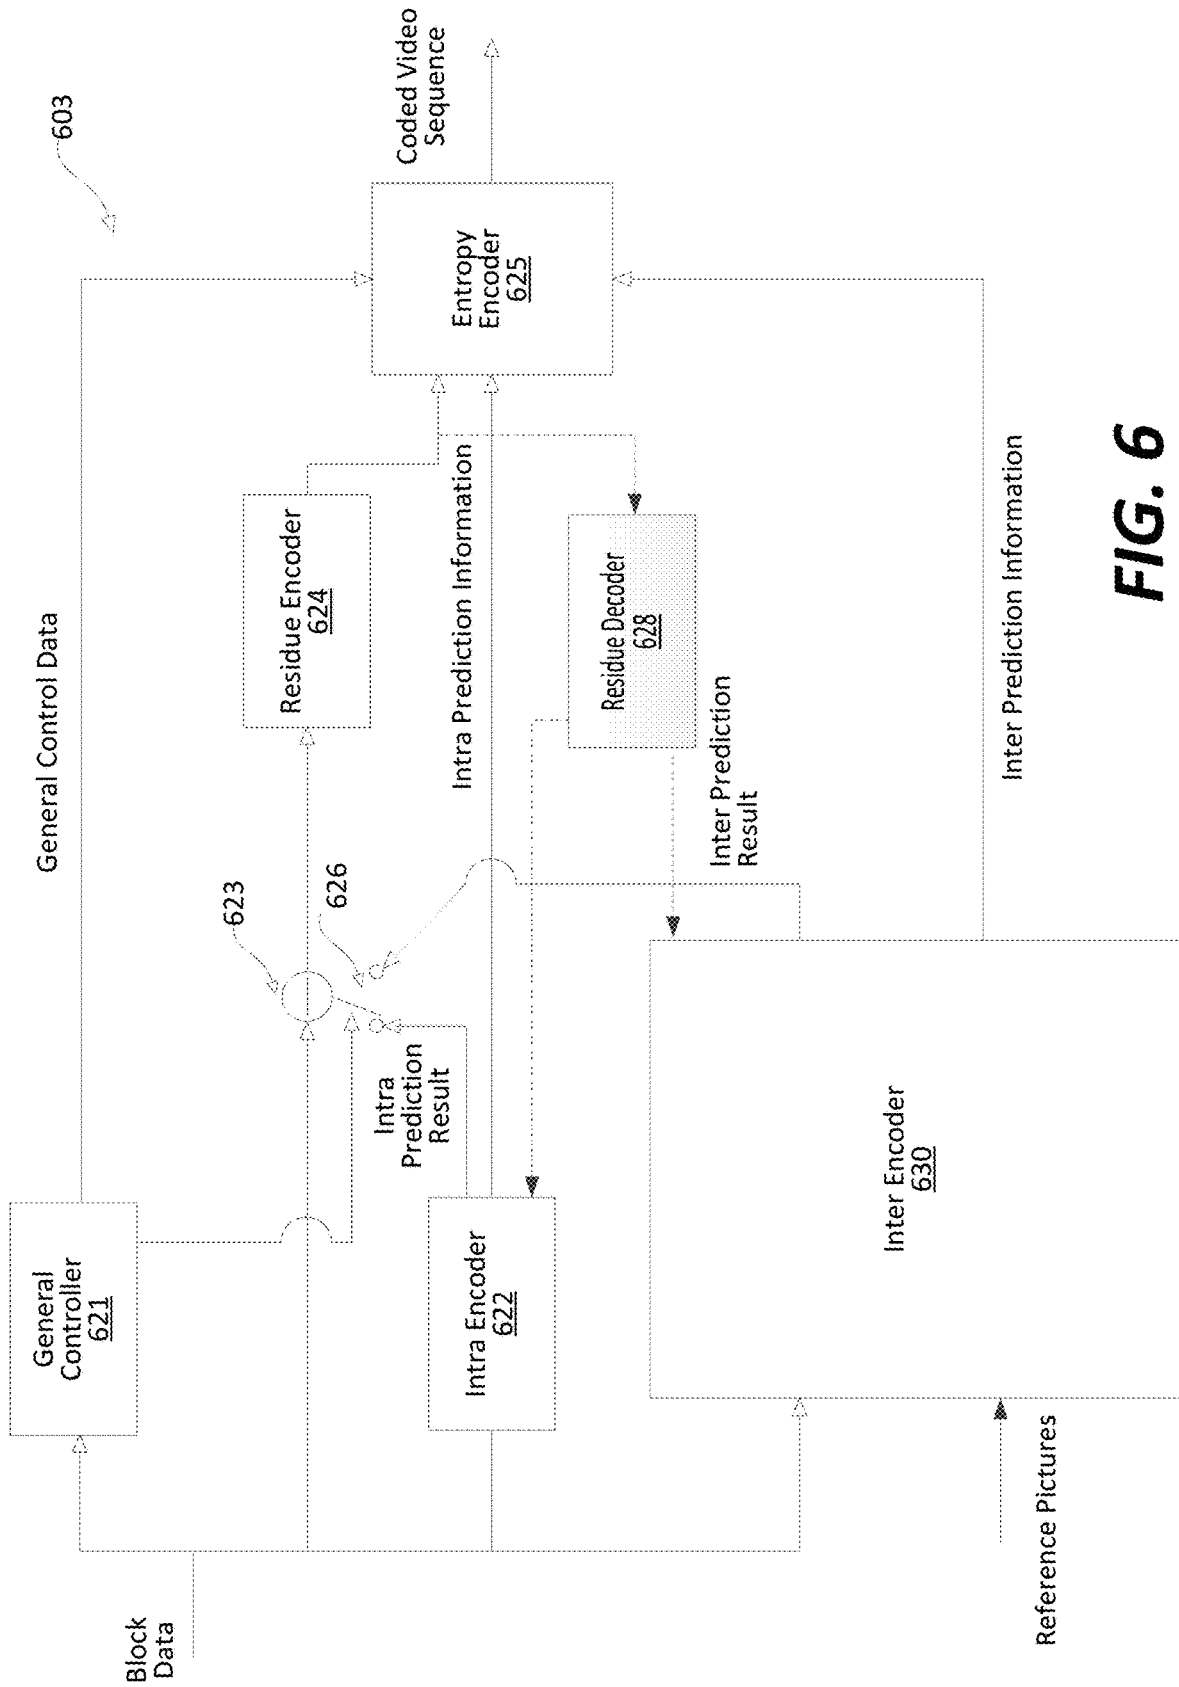 603
General Control Data
Coded Video
Sequence
General
Controller
621
623
626
Residue Encoder
624
Entropy
Encoder
625
Block
Data
Intra
Prediction
Result
Intra Prediction Information
Intra Encoder
622
Residue Decoder
628
Inter Prediction
Result
Inter Encoder
630
Inter Prediction Information
Reference Pictures
FIG. 6